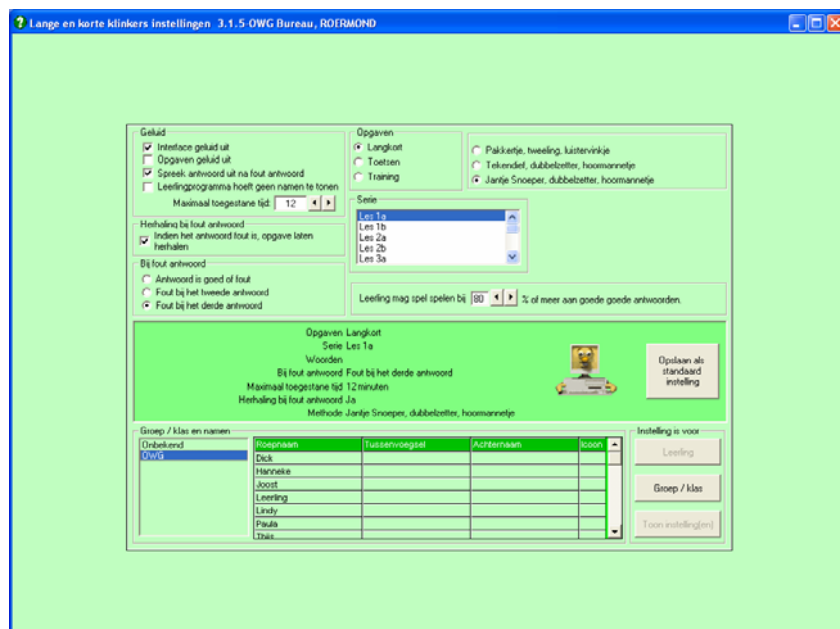 Lange en korte klinkers instellingen 3.1.5 OWG Bureau, ROERMOND
Geluid
Interface geluid uit
Opgaven geluid uit
Spreek antwoord uit na fout antwoord
Leerlingprogramma hoeft geen namen te tonen
Maximaal toegestane tijd: 12
Opgaven
Langkort
Toetsen
Training
Pakkertje, tweeling, luistervinkje
Tekendief, dubbelzetter, hoormannetje
Jantje Snoeper, dubbelzetter, hoormannetje
Herhaling bij fout antwoord
Indien het antwoord fout is, opgave laten
herhalen
Serie
Les 1a
Les 1b
Les 2a
Les 2b
Les 3a
Bij fout antwoord
Antwoord is goed of fout
Fout bij het tweede antwoord
Fout bij het derde antwoord
Leerling mag spel spelen bij 80 % of meer aan goede goede antwoorden.
Opgaven Langkort
Serie Les 1a
Woorden
Bij fout antwoord Fout bij het derde antwoord
Maximaal toegestane tijd 12 minuten
Herhaling bij fout antwoord Ja
Methode Jantje Snoeper, dubbelzetter, hoormannetje
Opslaan als
standaard
instelling
Groep / klas en namen
Onbekend
OWG
Roepnaam Tussenvoegsel Achternaam Icoon
Dick
Hanneke
Joost
Leerling
Lindy
Paula
Thijs
Instelling is voor
Leerling
Groep / klas
Toon instelling(en)